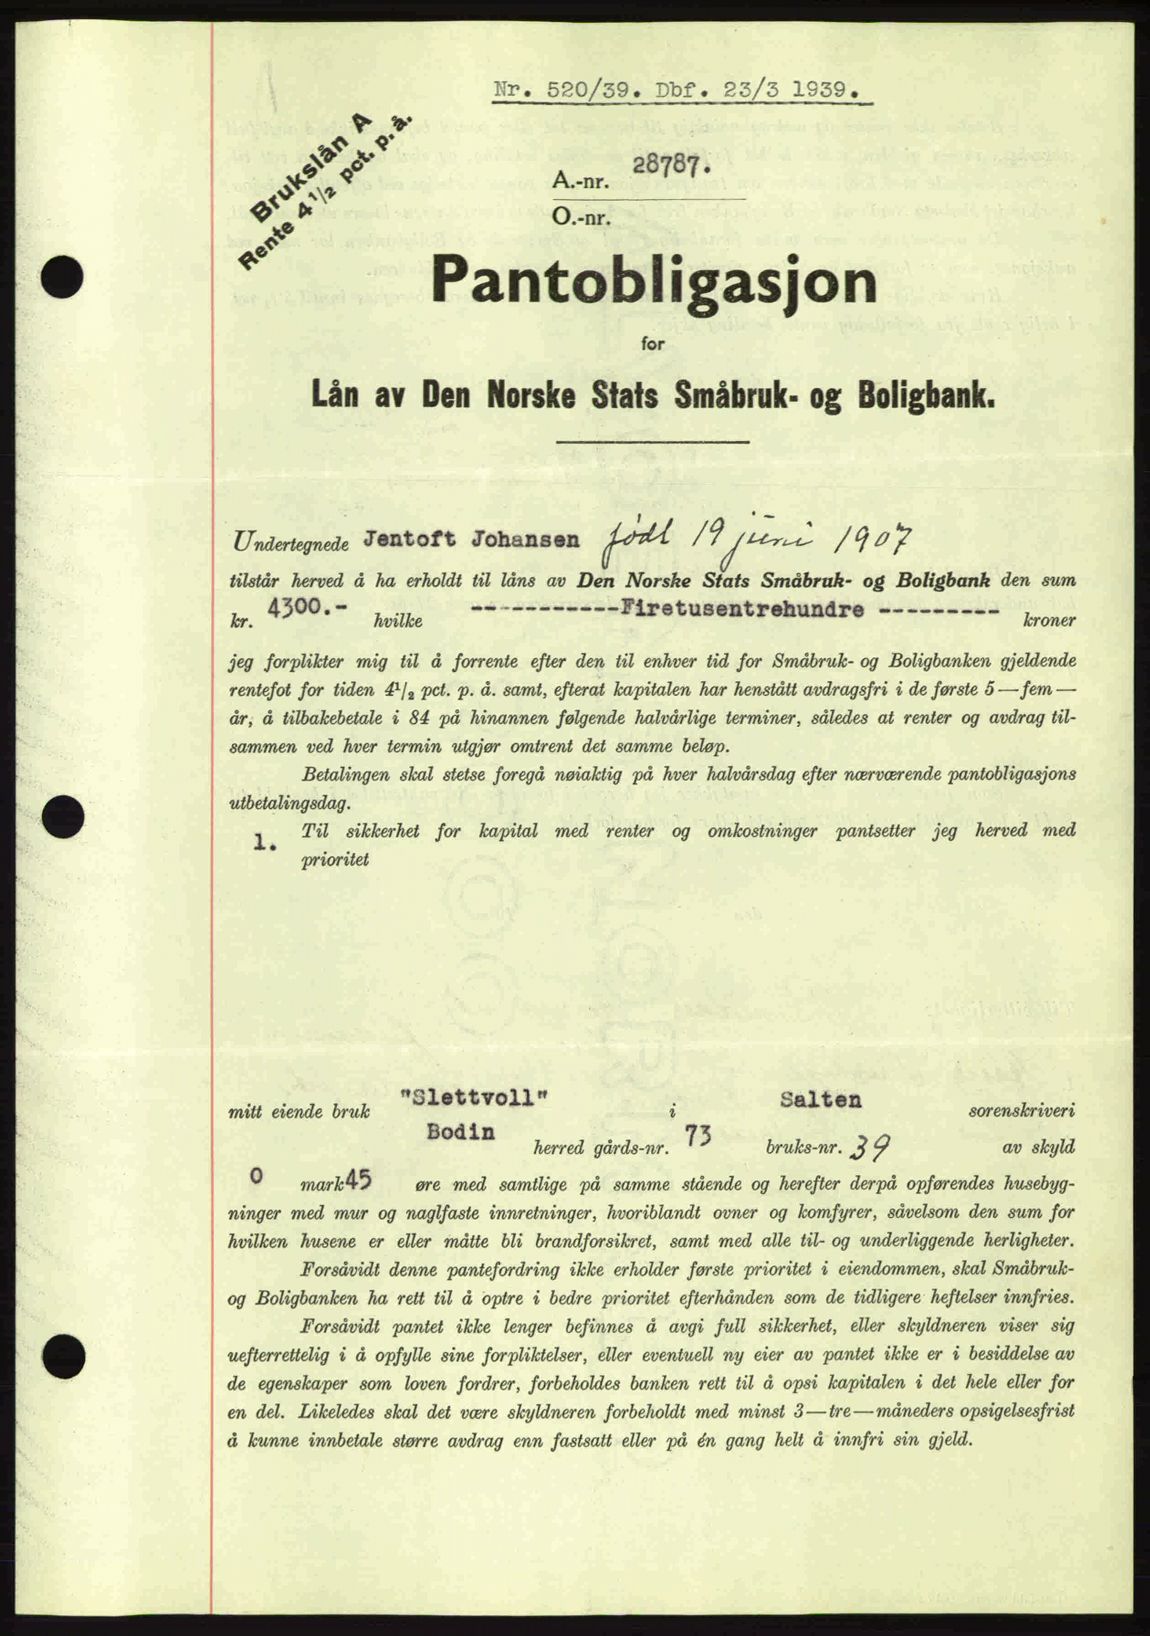 Nr. 520/39. Dbf. 23/3 1939.
Brukslån A
Rente 4 1/2 pct. p. å.
A.-nr. 28787.
O.-nr.
Pantobligasjon
for
Lån av Den Norske Stats Småbruk- og Boligbank.
Undertegnede Jentoft Johansen født 19 juni 1907
tilstår herved å ha erholdt til låns av Den Norske Stats Småbruk- og Boligbank den sum
kr. 4300.- hvilke -----------Firetusentrehundre --------- kroner
jeg forplikter mig til å forrente efter den til enhver tid for Småbruk- og Boligbanken gjeldende
rentefot for tiden 4½ pct. p. å. samt, efterat kapitalen har henstått avdragsfri i de første 5—fem—
år, å tilbakebetale i 84 på hinannen følgende halvårlige terminer, således at renter og avdrag til-
sammen ved hver termin utgjør omtrent det samme beløp.
Betalingen skal stetse foregå nøiaktig på hver halvårsdag efter nærværende pantobligasjons
utbetalingsdag.
Til sikkerhet for kapital med renter og omkostninger pantsetter jeg herved med
1. prioritet
mitt eiende bruk "Slettvoll" i Salten sorenskriveri
Bodin herred gårds-nr. 73 bruks-nr. 39 av skyld
0 mark 45 øre med samtlige på samme stående og herefter derpå opførendes husebyg-
ninger med mur og naglfaste innretninger, hvoriblandt ovner og komfyrer, såvelsom den sum for
hvilken husene er eller måtte bli brandforsikret, samt med alle til- og underliggende herligheter.
Forsåvidt denne pantefordring ikke erholder første prioritet i eiendommen, skal Småbruk-
og Boligbanken ha rett til å optre i bedre prioritet efterhånden som de tidligere heftelser innfries.
Forsåvidt pantet ikke lenger befinnes å avgi full sikkerhet, eller skyldneren viser sig
uefterrettelig i å opfylle sine forpliktelser, eller eventuell ny eier av pantet ikke er i besiddelse av
de egenskaper som loven fordrer, forbeholdes banken rett til å opsi kapitalen i det hele eller for
en del. Likeledes skal det være skyldneren forbeholdt med minst 3—tre—måneders opsigelsesfrist
å kunne innbetale større avdrag enn fastsatt eller på én gang helt å innfri sin gjeld.